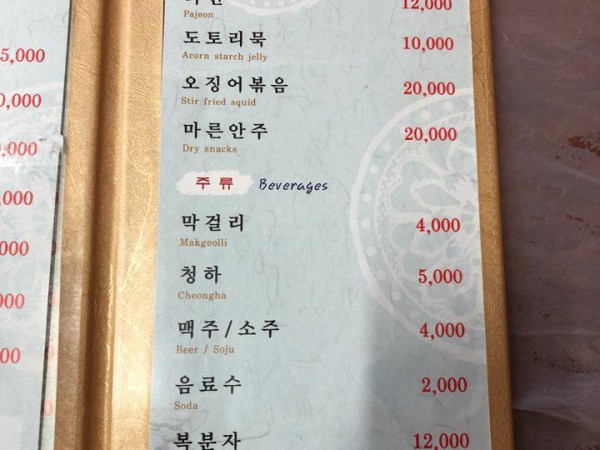 5,000
Pajeon 12,000
도토리묵 10,000
Acorn starch jelly
오징어볶음 20,000
Stir fried squid
마른안주 20,000
Dry snacks
주류 Beverages
막걸리 4,000
Makgeolli
청하 5,000
Cheongha
맥주/소주 4,000
Beer / Soju
음료수 2,000
Soda
복분자 12,000